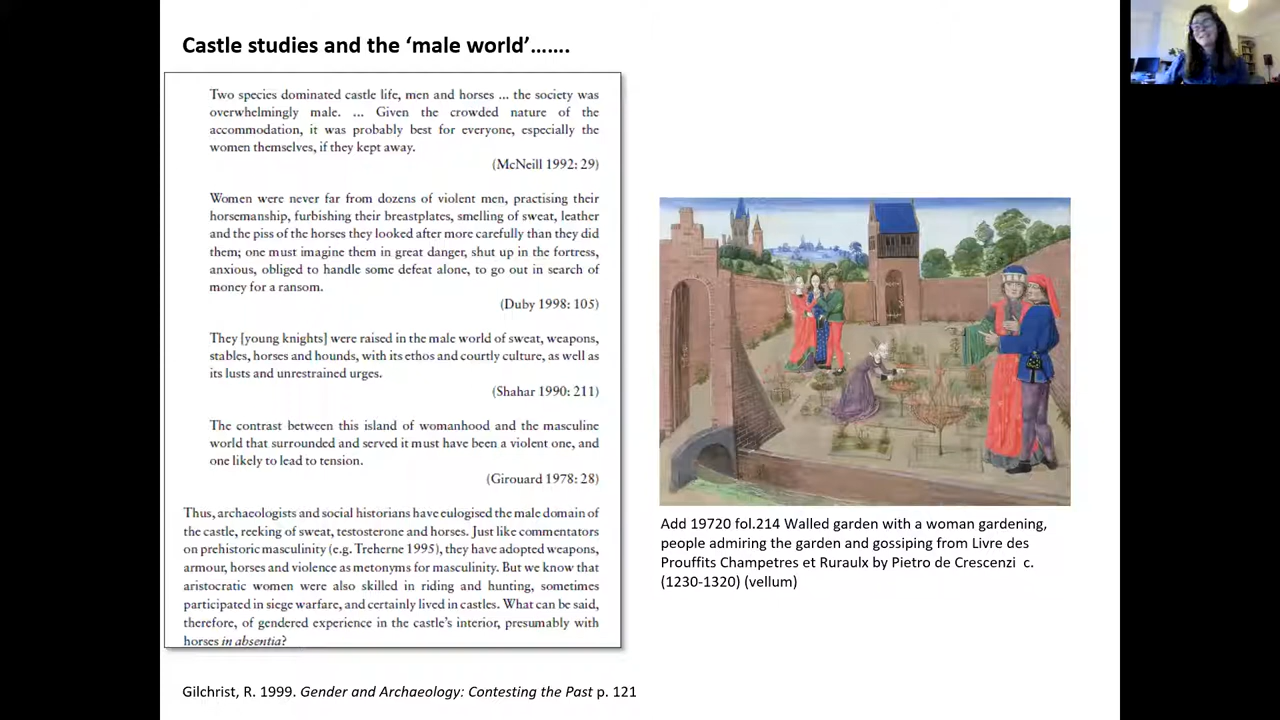 Castle studies and the ‘male world’.......
Two species dominated castle life, men and horses ... the society was
overwhelmingly male. ... Given the crowded nature of the
accommodation, it was probably best for everyone, especially the
women themselves, if they kept away.
(McNeill 1992: 29)
Women were never far from dozens of violent men, practising their
horsemanship, furbishing their breastplates, smelling of sweat, leather
and the piss of the horses they looked after more carefully than they did
them; one must imagine them in great danger, shut up in the fortress,
anxious, obliged to handle some defeat alone, to go out in search of
money for a ransom.
(Duby 1998: 105)
They [young knights] were raised in the male world of sweat, weapons,
stables, horses and hounds, with its ethos and courtly culture, as well as
its lusts and unrestrained urges.
(Shahar 1990: 211)
The contrast between this island of womanhood and the masculine
world that surrounded and served it must have been a violent one, and
one likely to lead to tension.
(Girouard 1978: 28)
Thus, archaeologists and social historians have eulogised the male domain of
the castle, reeking of sweat, testosterone and horses. Just like commentators
on prehistoric masculinity (e.g. Treherne 1995), they have adopted weapons,
armour, horses and violence as metonyms for masculinity. But we know that
aristocratic women were also skilled in riding and hunting, sometimes
participated in siege warfare, and certainly lived in castles. What can be said,
therefore, of gendered experience in the castle's interior, presumably with
horses in absentia?
Add 19720 fol.214 Walled garden with a woman gardening,
people admiring the garden and gossiping from Livre des
Prouffits Champetres et Ruraulx by Pietro de Crescenzi c.
(1230-1320) (vellum)
Gilchrist, R. 1999. Gender and Archaeology: Contesting the Past p. 121